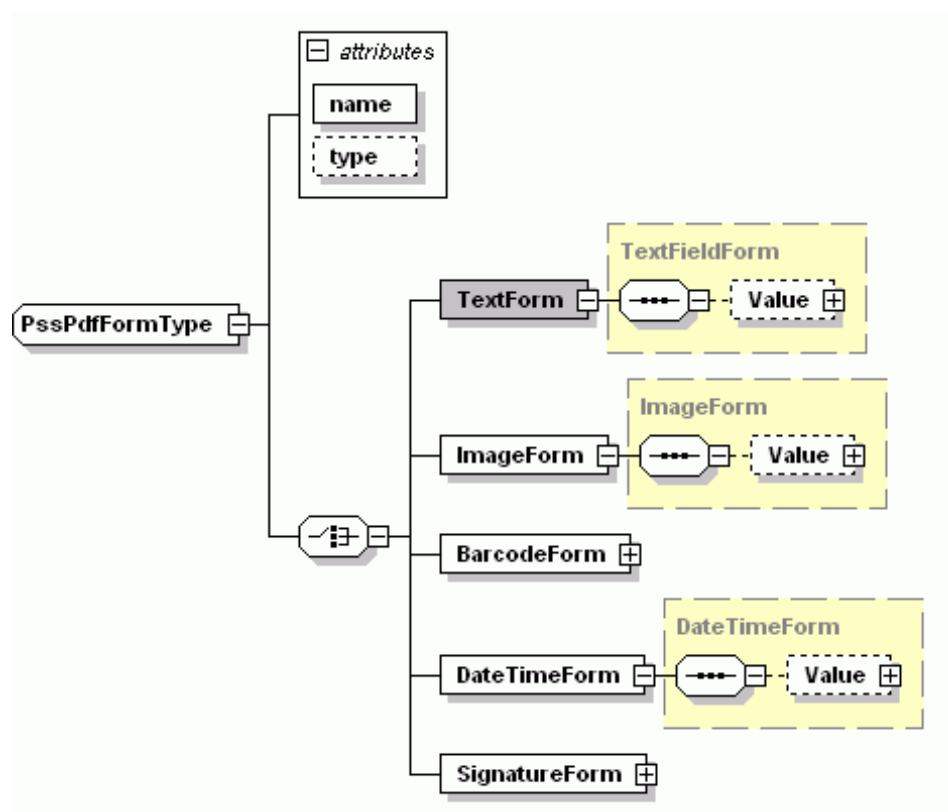 attributes
name
type
TextFieldForm
TextForm
Value
PssPdfFormType
ImageForm
ImageForm
Value
BarcodeForm
DateTimeForm
DateTimeForm
Value
SignatureForm